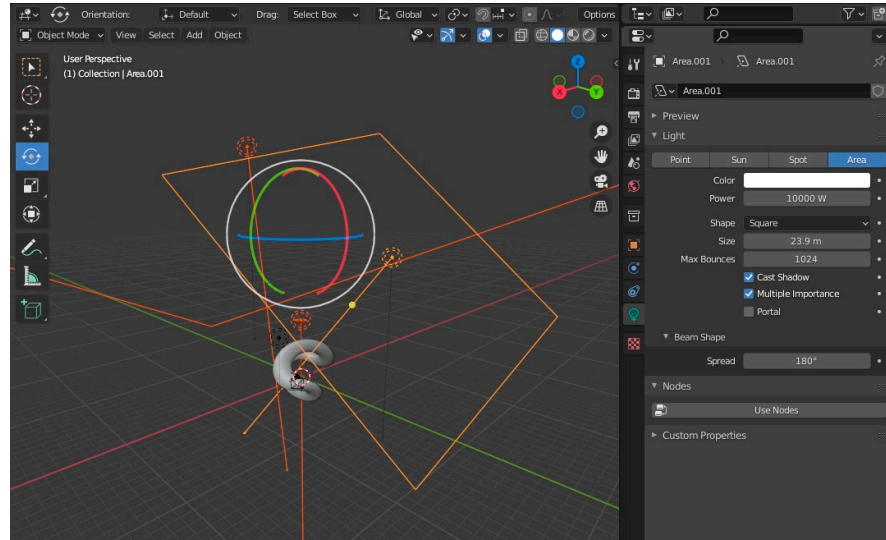 Orientation: Default Drag: Select Box Global Options
Object Mode View Select Add Object
User Perspective
(1) Collection | Area.001
Z
X
Y
Area.001 Area.001
Area.001
Preview
Light
Point Sun Spot Area
Color
Power 10000 W
Shape Square
Size 23.9 m
Max Bounces 1024
Cast Shadow
Multiple Importance
Portal
Beam Shape
Spread 180°
Nodes
Use Nodes
Custom Properties